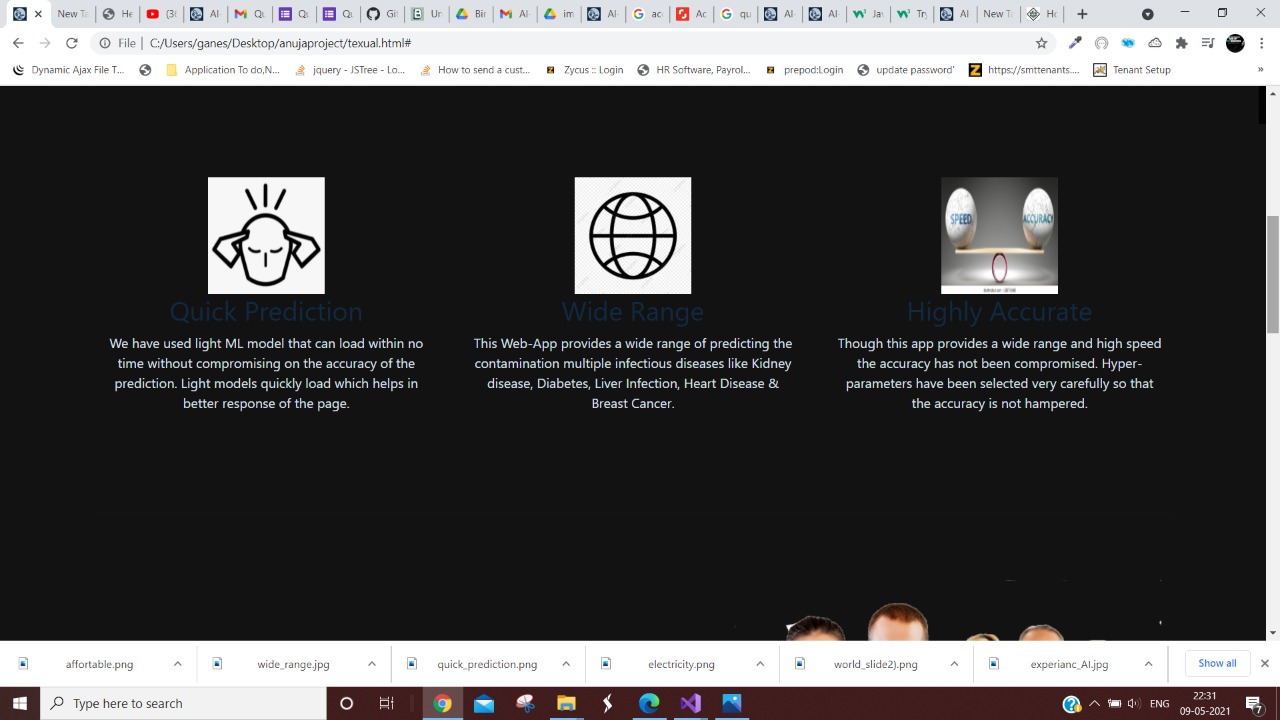 New Ta
He
(30
AI-
Qu
Qu
Qu
Git
Un
Bin
AI-
im
AI-
ac
Ac
qu
AI-
AI-
Jav
Try
AI
New Ta
Ho
File
C:/Users/ganes/Desktop/anujaproject/texual.html#
Dynamic Ajax File T...
Application To do,N...
jquery - JSTree - Lo...
How to send a cust...
Zycus :: Login
HR Software, Payrol...
prepod:Login
update password'
https://smttenants....
Tenant Setup
»
SPEED
ACCURACY
Quick Prediction
We have used light ML model that can load within no
time without compromising on the accuracy of the
prediction. Light models quickly load which helps in
better response of the page.
Wide Range
This Web-App provides a wide range of predicting the
contamination multiple infectious diseases like Kidney
disease, Diabetes, Liver Infection, Heart Disease &
Breast Cancer.
Highly Accurate
Though this app provides a wide range and high speed
the accuracy has not been compromised. Hyper-
parameters have been selected very carefully so that
the accuracy is not hampered.
affortable.png
wide_range.jpg
quick_prediction.png
electricity.png
world_slide2).png
experianc_AI.jpg
Show all
Type here to search
ENG
22:31
09-05-2021
7